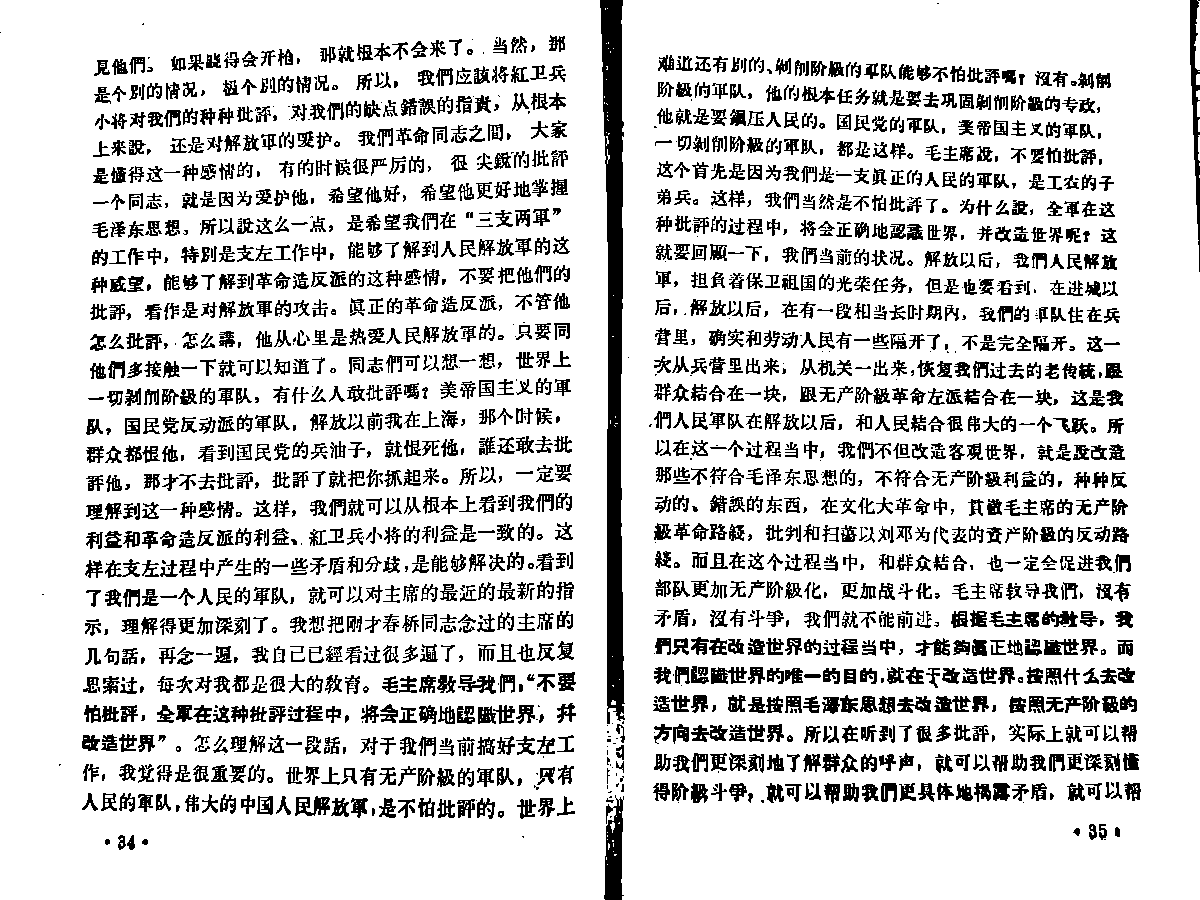 見他們。如果晓得会开枪，那就根本不会来了。当然，那
是个别的情况，极个别的情况。所以，我們应該将紅卫兵
小将对我們的种种批評，对我們的缺点錯誤的指責，从根本
上来說，还是对解放軍的爱护。我們革命同志之間，大家
是懂得这一种感情的，有的时候很严厉的，很 尖銳的批評
一个同志，就是因为爱护他，希望他好，希望他更好地掌握
毛泽东思想。所以說这么一点，是希望我們在“三支两軍”
的工作中，特別是支左工作中，能够了解到人民解放軍的这
种威望，能够了解到革命造反派的这种感情，不要把他們的
批評，看作是对解放軍的攻击。眞正的革命造反派，不管他
怎么批評，怎么講，他从心里是热爱人民解放軍的。只要同
他們多接触一下就可以知道了。同志們可以想一想，世界上
一切剝削阶級的軍队，有什么人敢批評嗎？美帝国主义的軍
队，国民党反动派的軍队，解放以前我在上海，那个时候，
群众都恨他，看到国民党的兵油子，就恨死他，誰还敢去批
評他，那才不去批評，批評了就把你抓起来。所以，一定要
理解到这一种感情。这样，我們就可以从根本上看到我們的
利益和革命造反派的利益、紅卫兵小将的利益是一致的。这
样在支左过程中产生的一些矛盾和分歧，是能够解决的。看到
了我們是一个人民的軍队，就可以对主席的最近的最新的指
示，理解得更加深刻了。我想把刚才春桥同志念过的主席的
几句話，再念一遍，我自己已經看过很多遍了，而且也反复
思索过，每次对我都是很大的敎育。毛主席敎导我們，“不要
怕批評，全軍在这种批評过程中，将会正确地認識世界，幷
改造世界”。怎么理解这一段話，对于我們当前搞好支左工
作，我觉得是很重要的。世界上只有无产阶級的軍队，只有
人民的軍队，伟大的中国人民解放軍，是不怕批評的。世界上
·34·
难道还有别的、剝削阶級的軍队能够不怕批評嗎？沒有。剝削
阶級的軍队，他的根本任务就是要去巩固剝削阶級的专政，
他就是要鎭压人民的。国民党的軍队，美帝国主义的軍队，
一切剝削阶級的軍队，都是这样。毛主席說，不要怕批評，
这个首先是因为我們是一支眞正的人民的軍队，是工农的子
弟兵。这样，我們当然是不怕批評了。为什么說，全軍在这
种批評的过程中，将会正确地認識世界，幷改造世界呢？这
就要回顾一下，我們当前的状况。解放以后，我們人民解放
軍，担負着保卫祖国的光荣任务，但是也要看到，在进城以
后，解放以后，在有一段相当长时期内，我們的軍队住在兵
营里，确实和劳动人民有一些隔开了，不是完全隔开。这一
次从兵营里出来，从机关一出来，恢复我們过去的老传統，跟
群众結合在一块，跟无产阶級革命左派結合在一块，这是我
們人民軍队在解放以后，和人民結合很伟大的一个飞跃。所
以在这一个过程当中，我們不但改造客观世界，就是說改造
那些不符合毛泽东思想的，不符合无产阶級利益的，种种反
动的、錯誤的东西，在文化大革命中，貫徹毛主席的无产阶
級革命路綫，批判和扫蕩以刘邓为代表的資产阶級的反动路
綫。而且在这个过程当中，和群众結合，也一定会促进我們
部队更加无产阶級化，更加战斗化。毛主席敎导我們，沒有
矛盾，沒有斗爭，我們就不能前进。根据毛主席的敎导，我
們只有在改造世界的过程当中，才能够眞正地認識世界。而
我們認識世界的唯一的目的，就在于改造世界。按照什么去改
造世界，就是按照毛澤东思想去改造世界，按照无产阶級的
方向去改造世界。所以在听到了很多批評，实际上就可以帮
助我們更深刻地了解群众的呼声，就可以帮助我們更深刻懂
得阶級斗爭，就可以帮助我們更具体地揭露矛盾，就可以帮
·35·